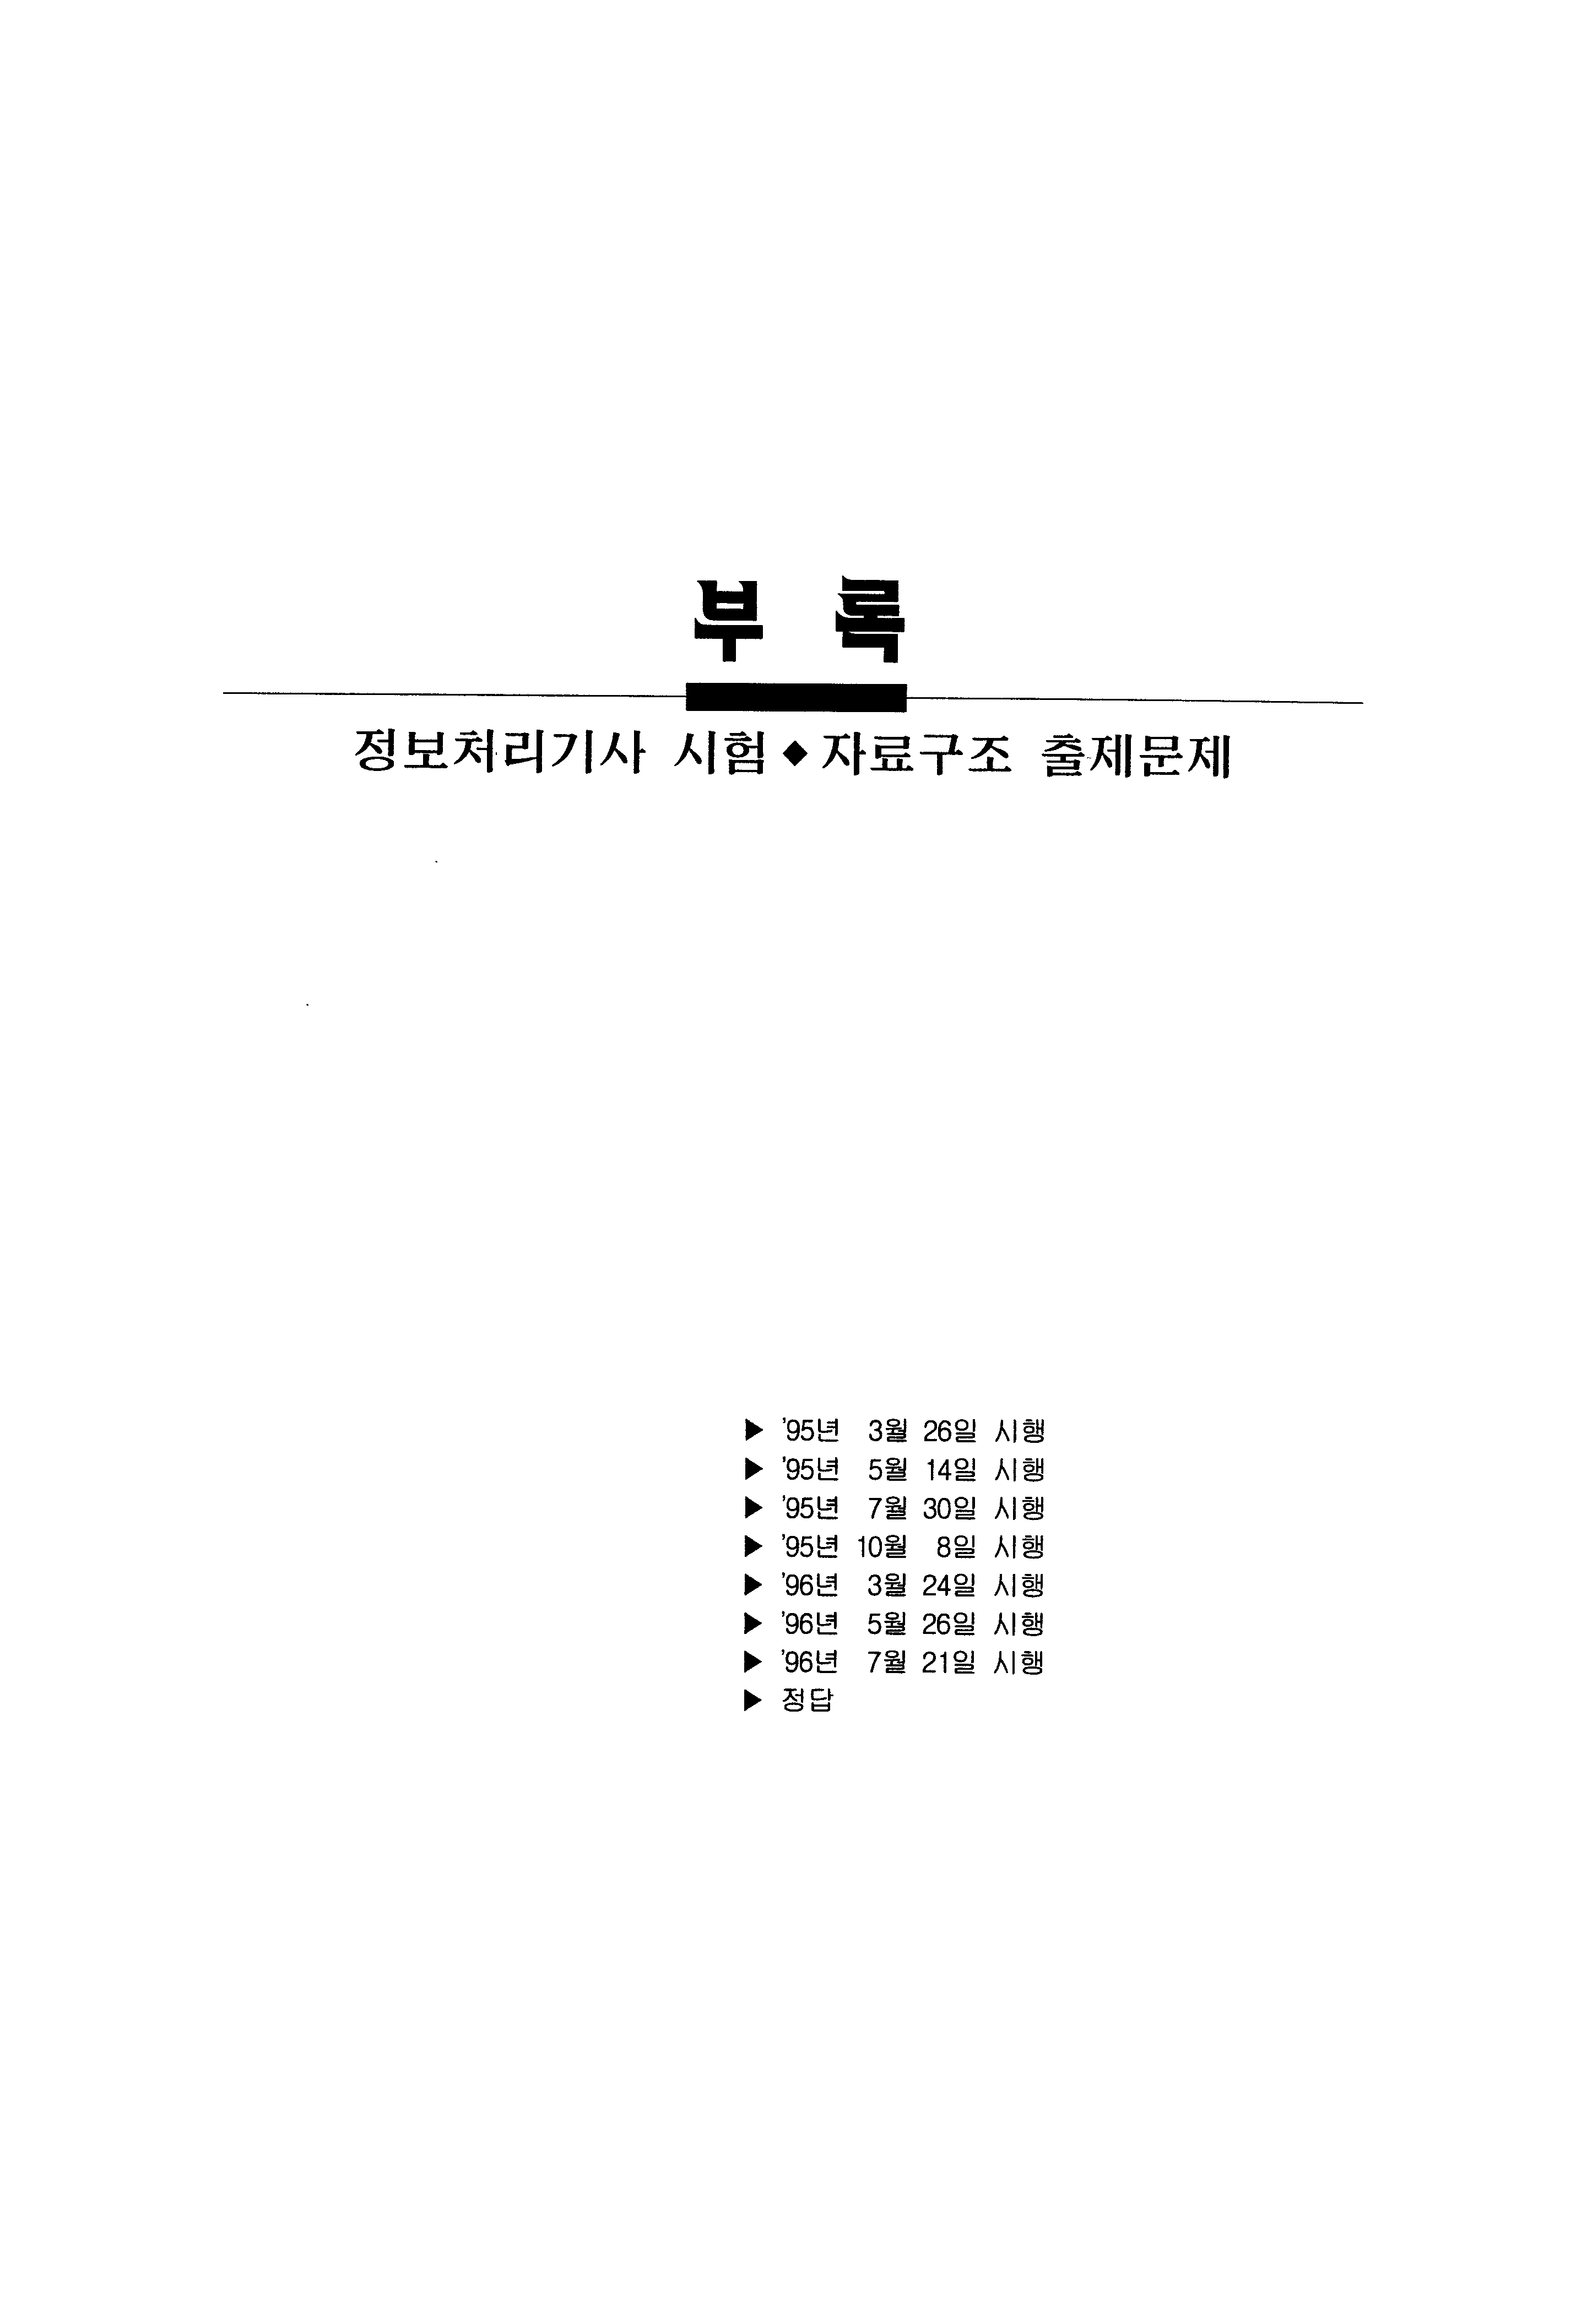 부 록
정보처리기사 시험◆자료구조 출제문제
▶ '95년 3월 26일 시행
▶ '95년 5월 14일 시행
▶ '95년 7월 30일 시행
▶ '95년 10월 8일 시행
▶ '96년 3월 24일 시행
▶ '96년 5월 26일 시행
▶ '96년 7월 21일 시행
▶ 정답